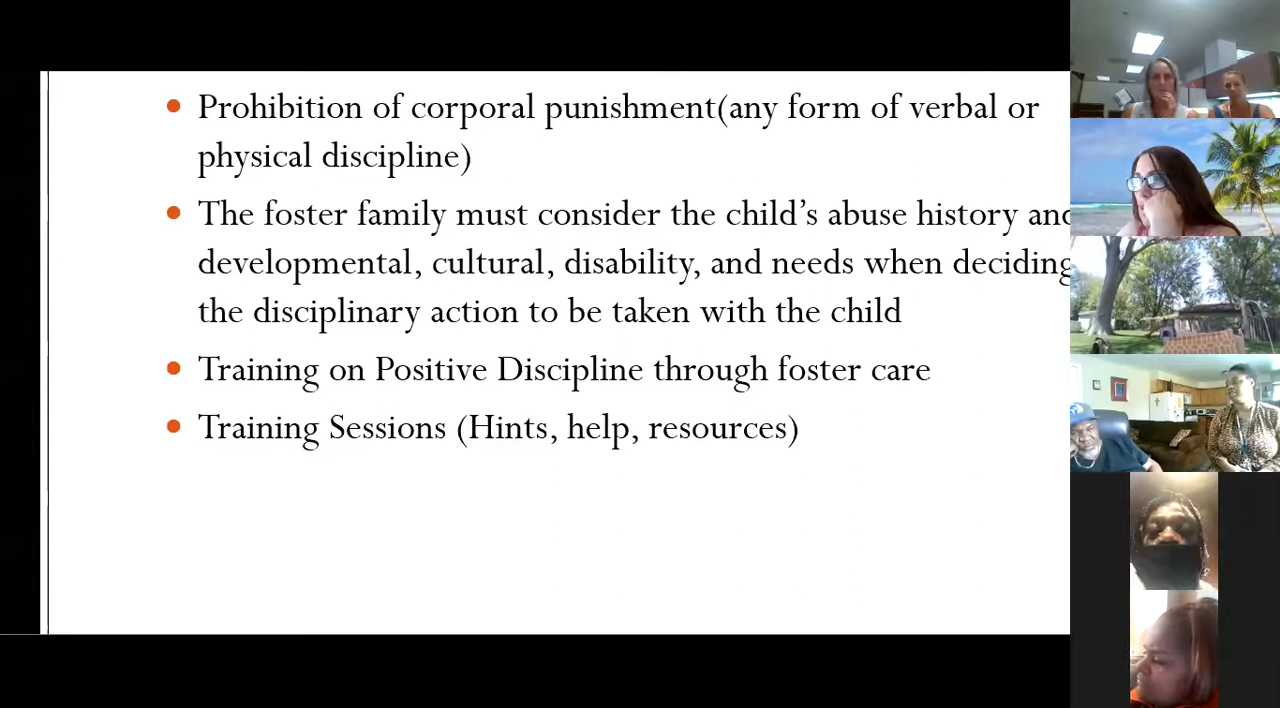 Prohibition of corporal punishment(any form of verbal or
physical discipline)
The foster family must consider the child’s abuse history and
developmental, cultural, disability, and needs when deciding
the disciplinary action to be taken with the child
Training on Positive Discipline through foster care
Training Sessions (Hints, help, resources)